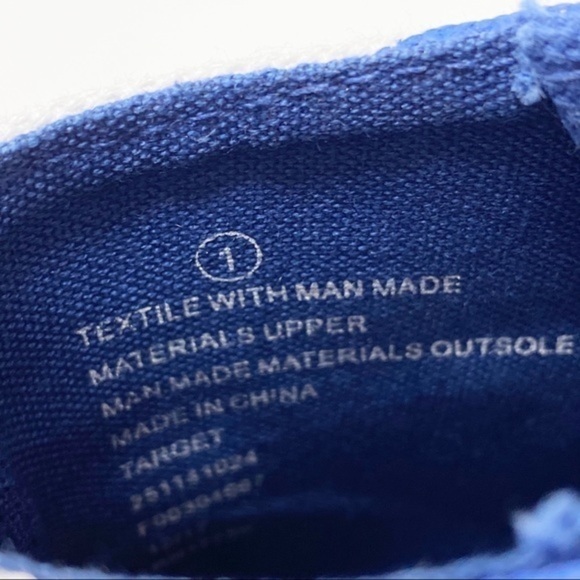 1
TEXTILE WITH MAN MADE
MATERIALS UPPER
MAN MADE MATERIALS OUTSOLE
MADE IN CHINA
TARGET
251141024